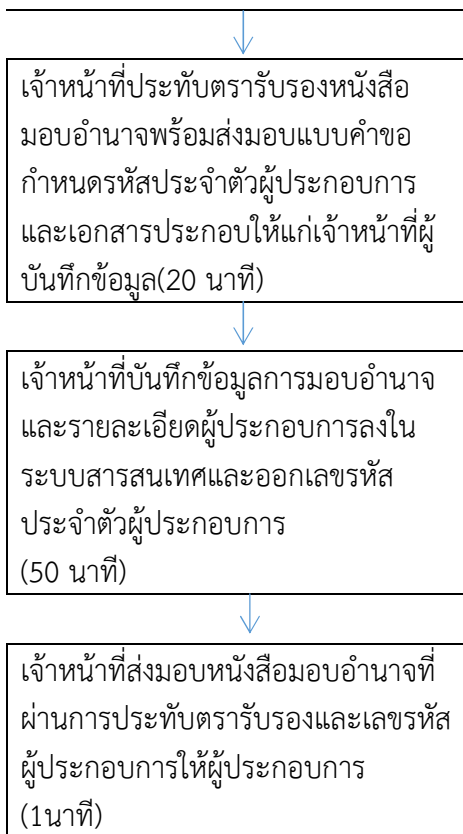 เจ้าหน้าที่ประทับตรารับรองหนังสือ
มอบอำนาจพร้อมส่งมอบแบบคำขอ
กำหนดรหัสประจำตัวผู้ประกอบการ
และเอกสารประกอบให้แก่เจ้าหน้าที่ผู้
บันทึกข้อมูล(20 นาที)
เจ้าหน้าที่บันทึกข้อมูลการมอบอำนาจ
และรายละเอียดผู้ประกอบการลงใน
ระบบสารสนเทศและออกเลขรหัส
ประจำตัวผู้ประกอบการ
(50 นาที)
เจ้าหน้าที่ส่งมอบหนังสือมอบอำนาจที่
ผ่านการประทับตรารับรองและเลขรหัส
ผู้ประกอบการให้ผู้ประกอบการ
(1นาที)